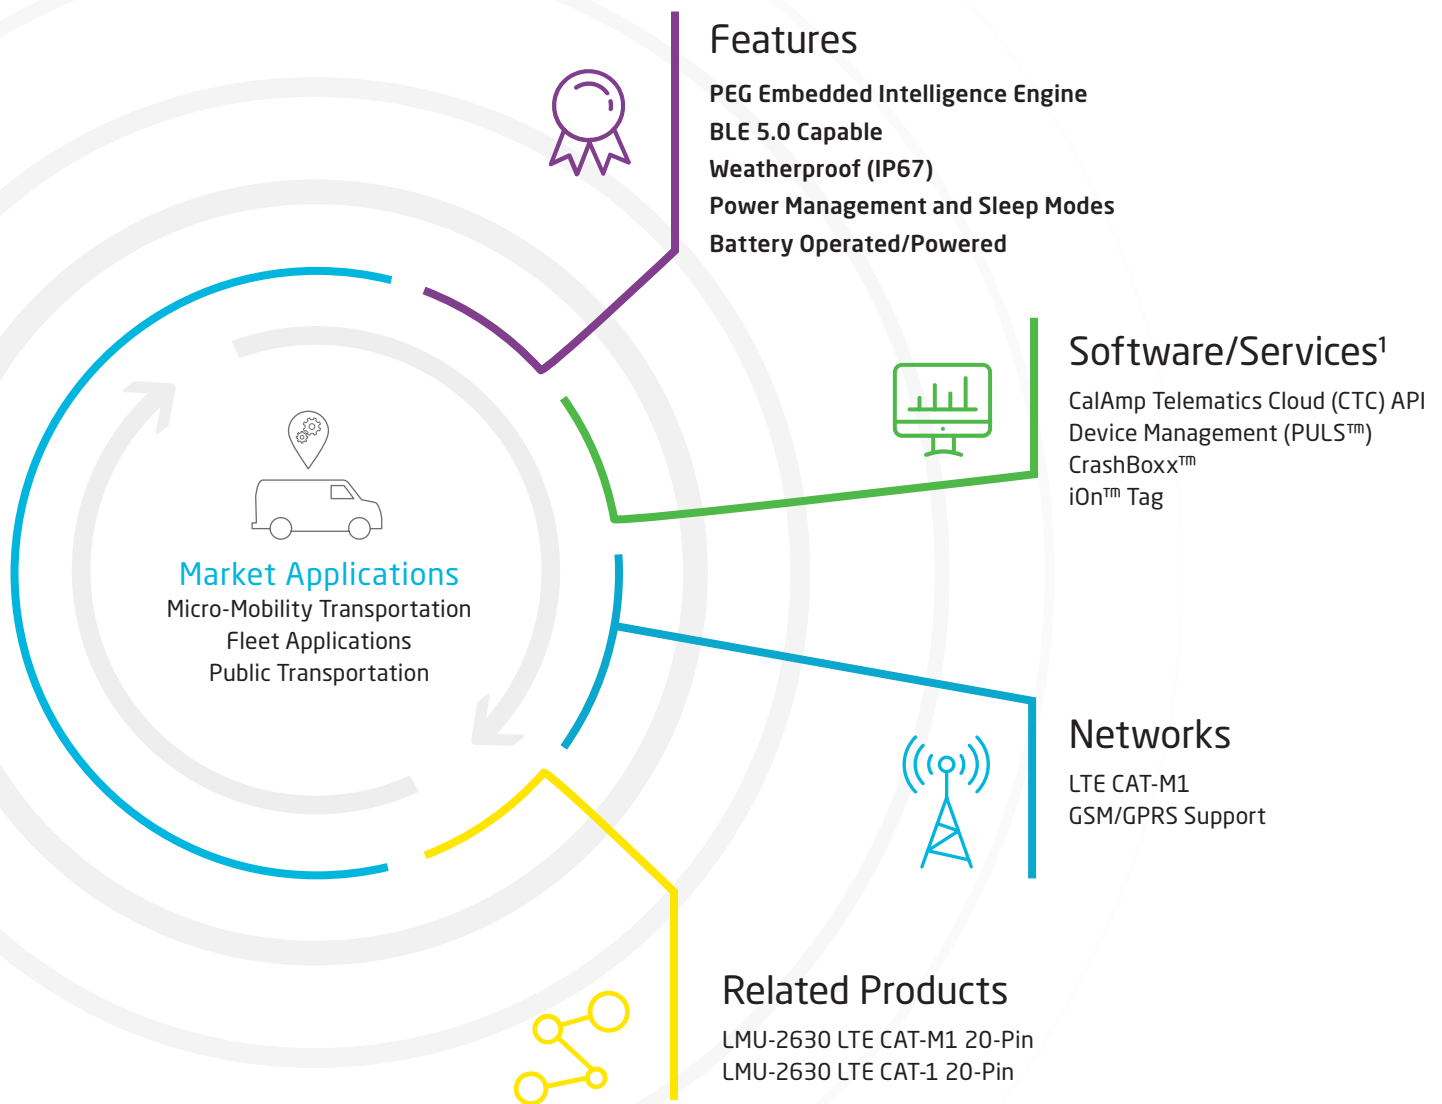 Features
PEG Embedded Intelligence Engine
BLE 5.0 Capable
Weatherproof (IP67)
Power Management and Sleep Modes
Battery Operated/Powered
Software/Services¹
CalAmp Telematics Cloud (CTC) API
Device Management (PULS™)
CrashBoxx™
iOn™ Tag
Market Applications
Micro-Mobility Transportation
Fleet Applications
Public Transportation
Networks
LTE CAT-M1
GSM/GPRS Support
Related Products
LMU-2630 LTE CAT-M1 20-Pin
LMU-2630 LTE CAT-1 20-Pin